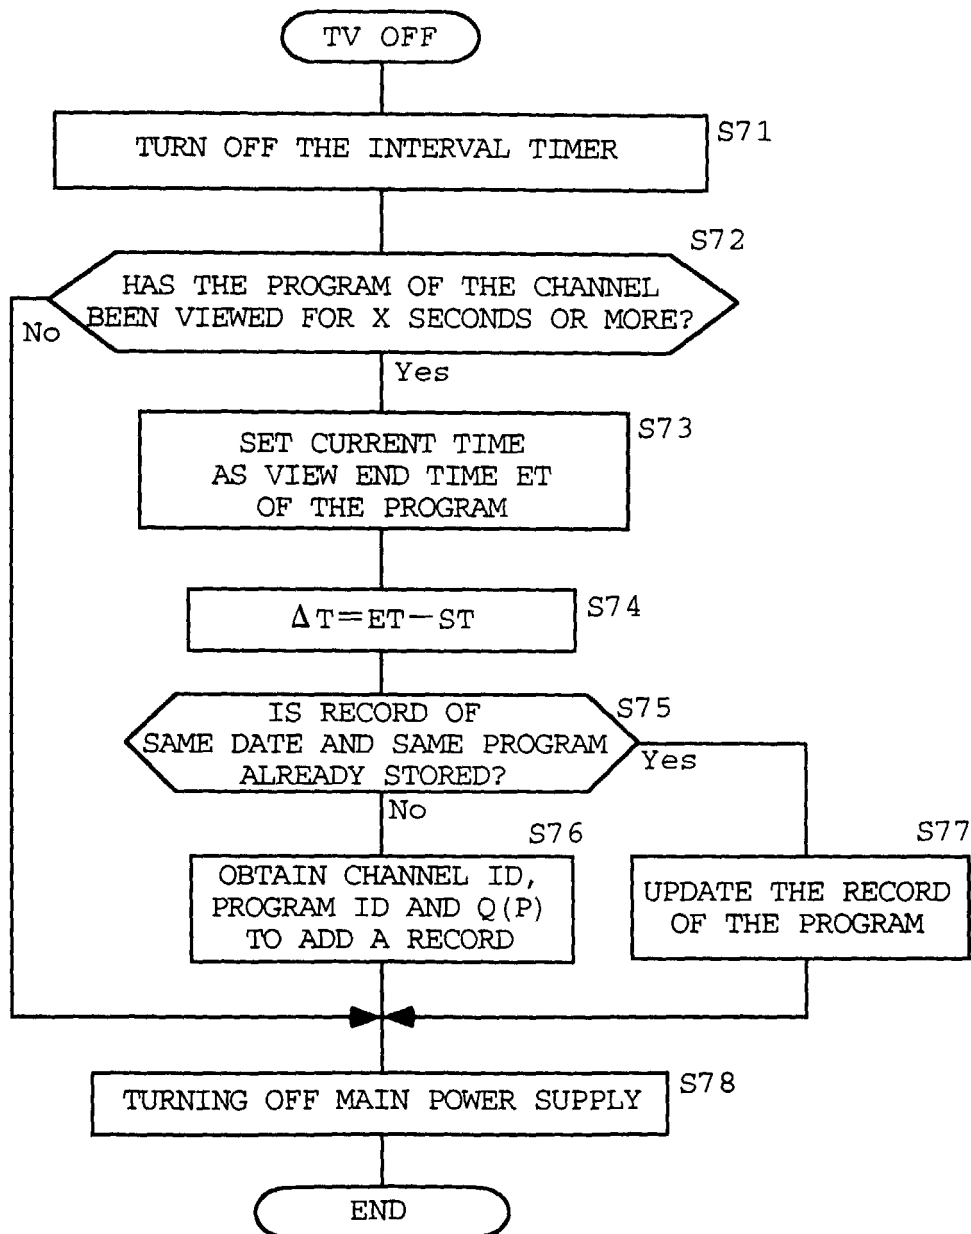 TV OFF
TURN OFF THE INTERVAL TIMER
S71
S72
HAS THE PROGRAM OF THE CHANNEL
BEEN VIEWED FOR X SECONDS OR MORE?
No
Yes
S73
SET CURRENT TIME
AS VIEW END TIME ET
OF THE PROGRAM
S74
ΔT=ET-ST
S75
IS RECORD OF
SAME DATE AND SAME PROGRAM
ALREADY STORED?
Yes
No
S76
OBTAIN CHANNEL ID,
PROGRAM ID AND Q(P)
TO ADD A RECORD
S77
UPDATE THE RECORD
OF THE PROGRAM
S78
TURNING OFF MAIN POWER SUPPLY
END